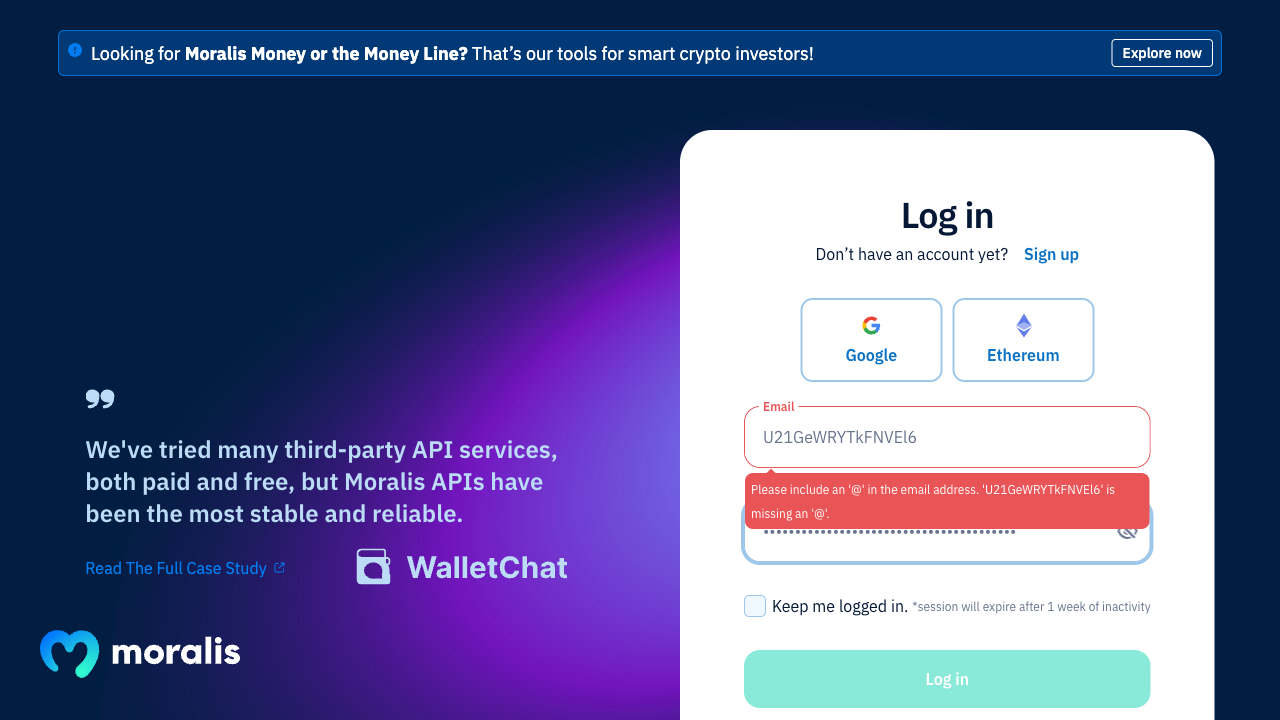 Looking for Moralis Money or the Money Line? That's our tools for smart crypto investors!
Explore now
Log in
Don't have an account yet? Sign up
Google
Ethereum
Email
U21GeWRYTkFNVEl6
Please include an '@' in the email address. 'U21GeWRYTkFNVEl6' is
missing an '@'.
Keep me logged in. *session will expire after 1 week of inactivity
Log in
We've tried many third-party API services,
both paid and free, but Moralis APIs have
been the most stable and reliable.
Read The Full Case Study
WalletChat
moralis